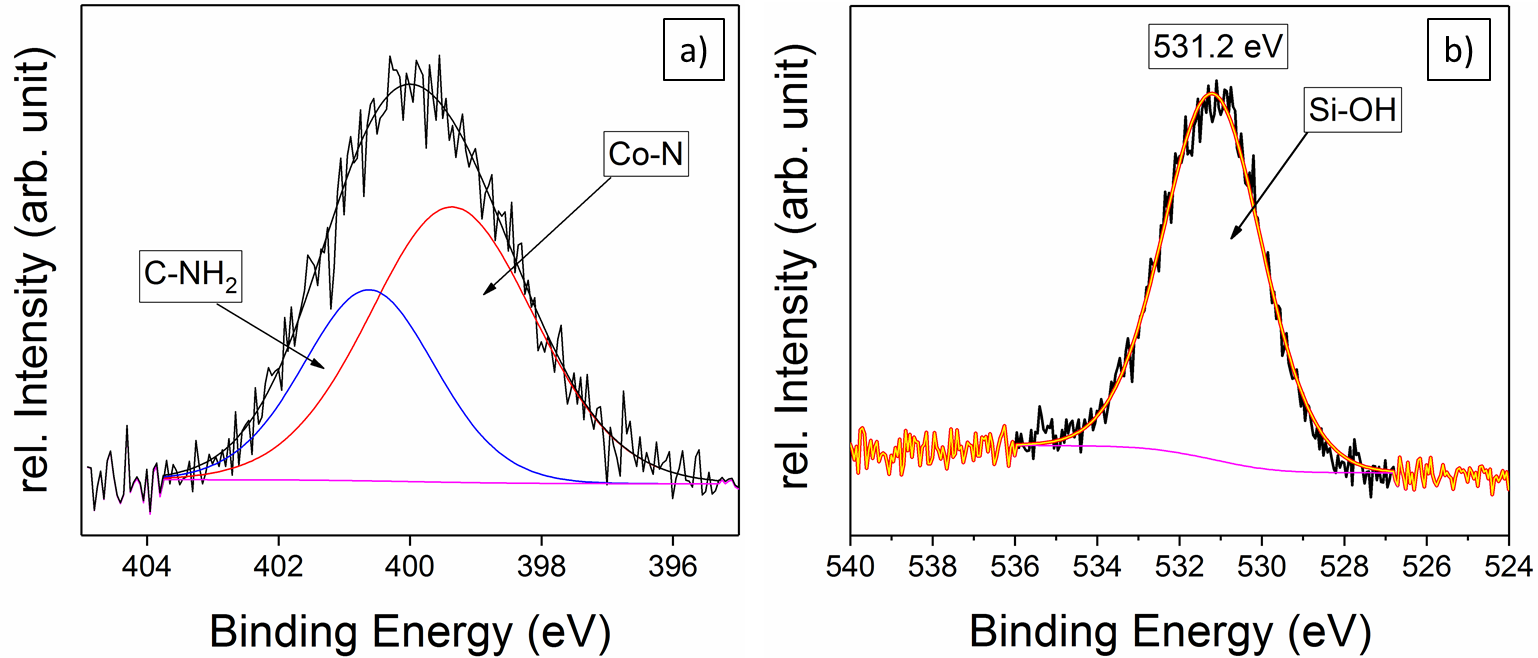 a)
rel. Intensity (arb. unit)
Co-N
C-NH₂
404 402 400 398 396
Binding Energy (eV)
b)
rel. Intensity (arb. unit)
531.2 eV
Si-OH
540 538 536 534 532 530 528 526 524
Binding Energy (eV)